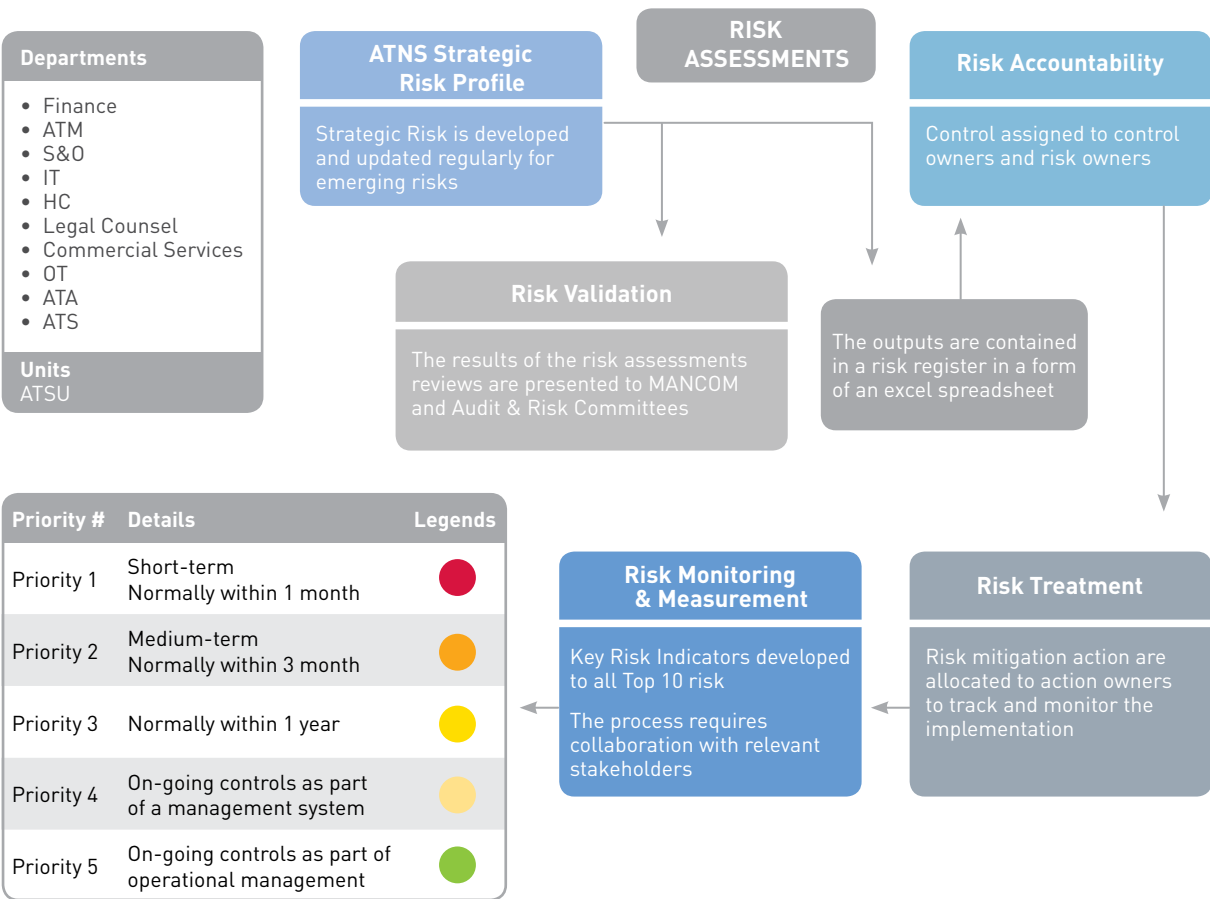 RISK
ASSESSMENTS
Departments
• Finance
• ATM
• S&O
• IT
• HC
• Legal Counsel
• Commercial Services
• OT
• ATA
• ATS
Units
ATSU
ATNS Strategic
Risk Profile
Strategic Risk is developed
and updated regularly for
emerging risks
Risk Accountability
Control assigned to control
owners and risk owners
Risk Validation
The results of the risk assessments
reviews are presented to MANCOM
and Audit & Risk Committees
The outputs are contained
in a risk register in a form
of an excel spreadsheet
Priority # Details Legends
Priority 1 Short-term
Normally within 1 month
Priority 2 Medium-term
Normally within 3 month
Priority 3 Normally within 1 year
Priority 4 On-going controls as part
of a management system
Priority 5 On-going controls as part of
operational management
Risk Monitoring
& Measurement
Key Risk Indicators developed
to all Top 10 risk
The process requires
collaboration with relevant
stakeholders
Risk Treatment
Risk mitigation action are
allocated to action owners
to track and monitor the
implementation